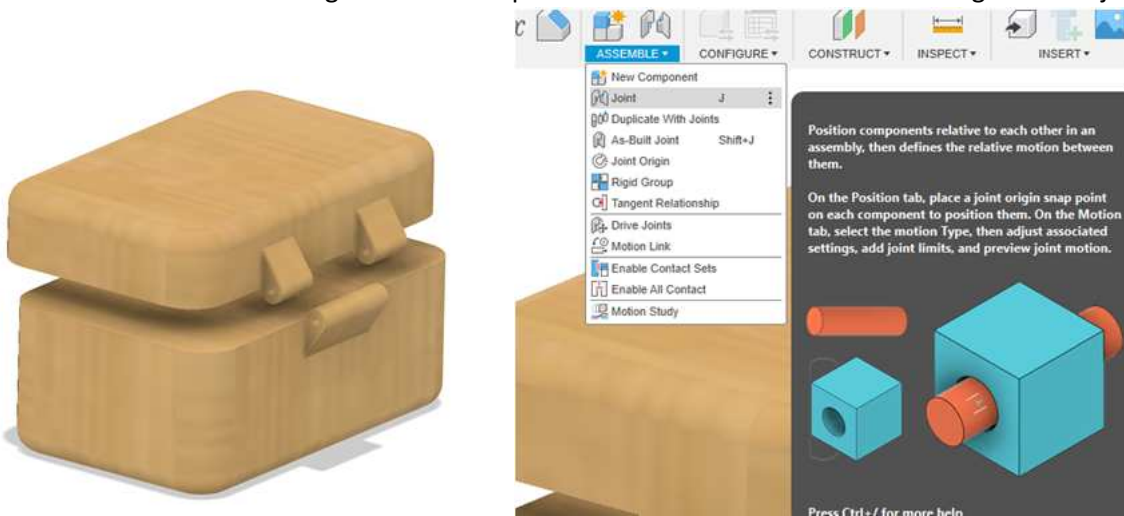 ASSEMBLE
CONFIGURE
CONSTRUCT
INSPECT
INSERT
New Component
Joint J
Duplicate With Joints
As-Built Joint Shift+J
Joint Origin
Rigid Group
Tangent Relationship
Drive Joints
Motion Link
Enable Contact Sets
Enable All Contact
Motion Study
Position components relative to each other in an
assembly, then defines the relative motion between
them.
On the Position tab, place a joint origin snap point
on each component to position them. On the Motion
tab, select the motion Type, then adjust associated
settings, add joint limits, and preview joint motion.
Press Ctrl+/ for more help